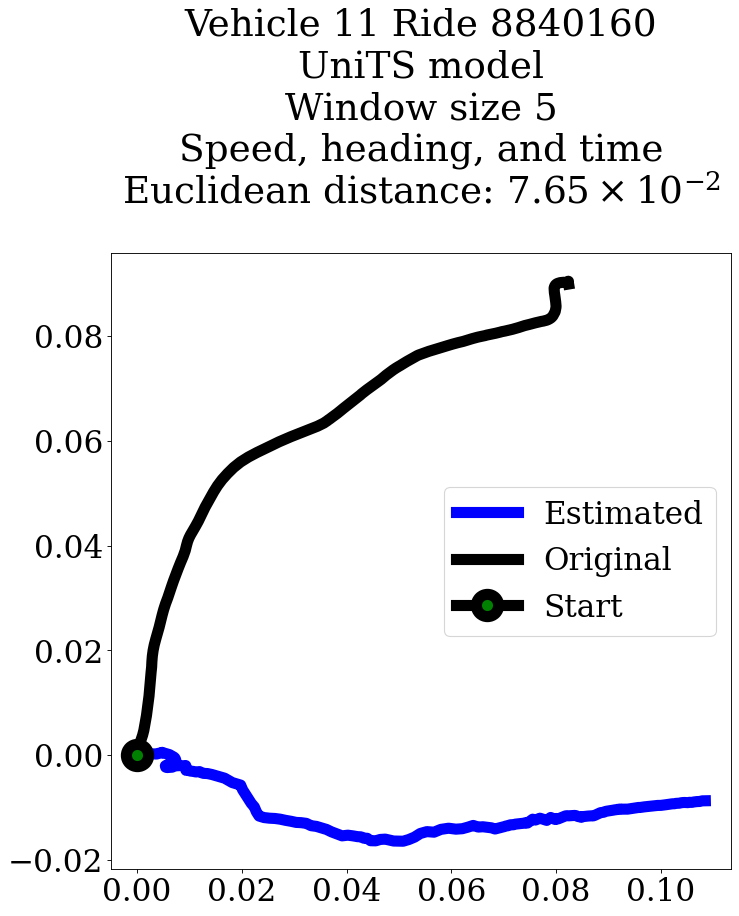 Vehicle 11 Ride 8840160
UniTS model
Window size 5
Speed, heading, and time
Euclidean distance: 7.65 × 10⁻²
0.08
0.06
0.04
0.02
0.00
−0.02
Estimated
Original
Start
0.00 0.02 0.04 0.06 0.08 0.10